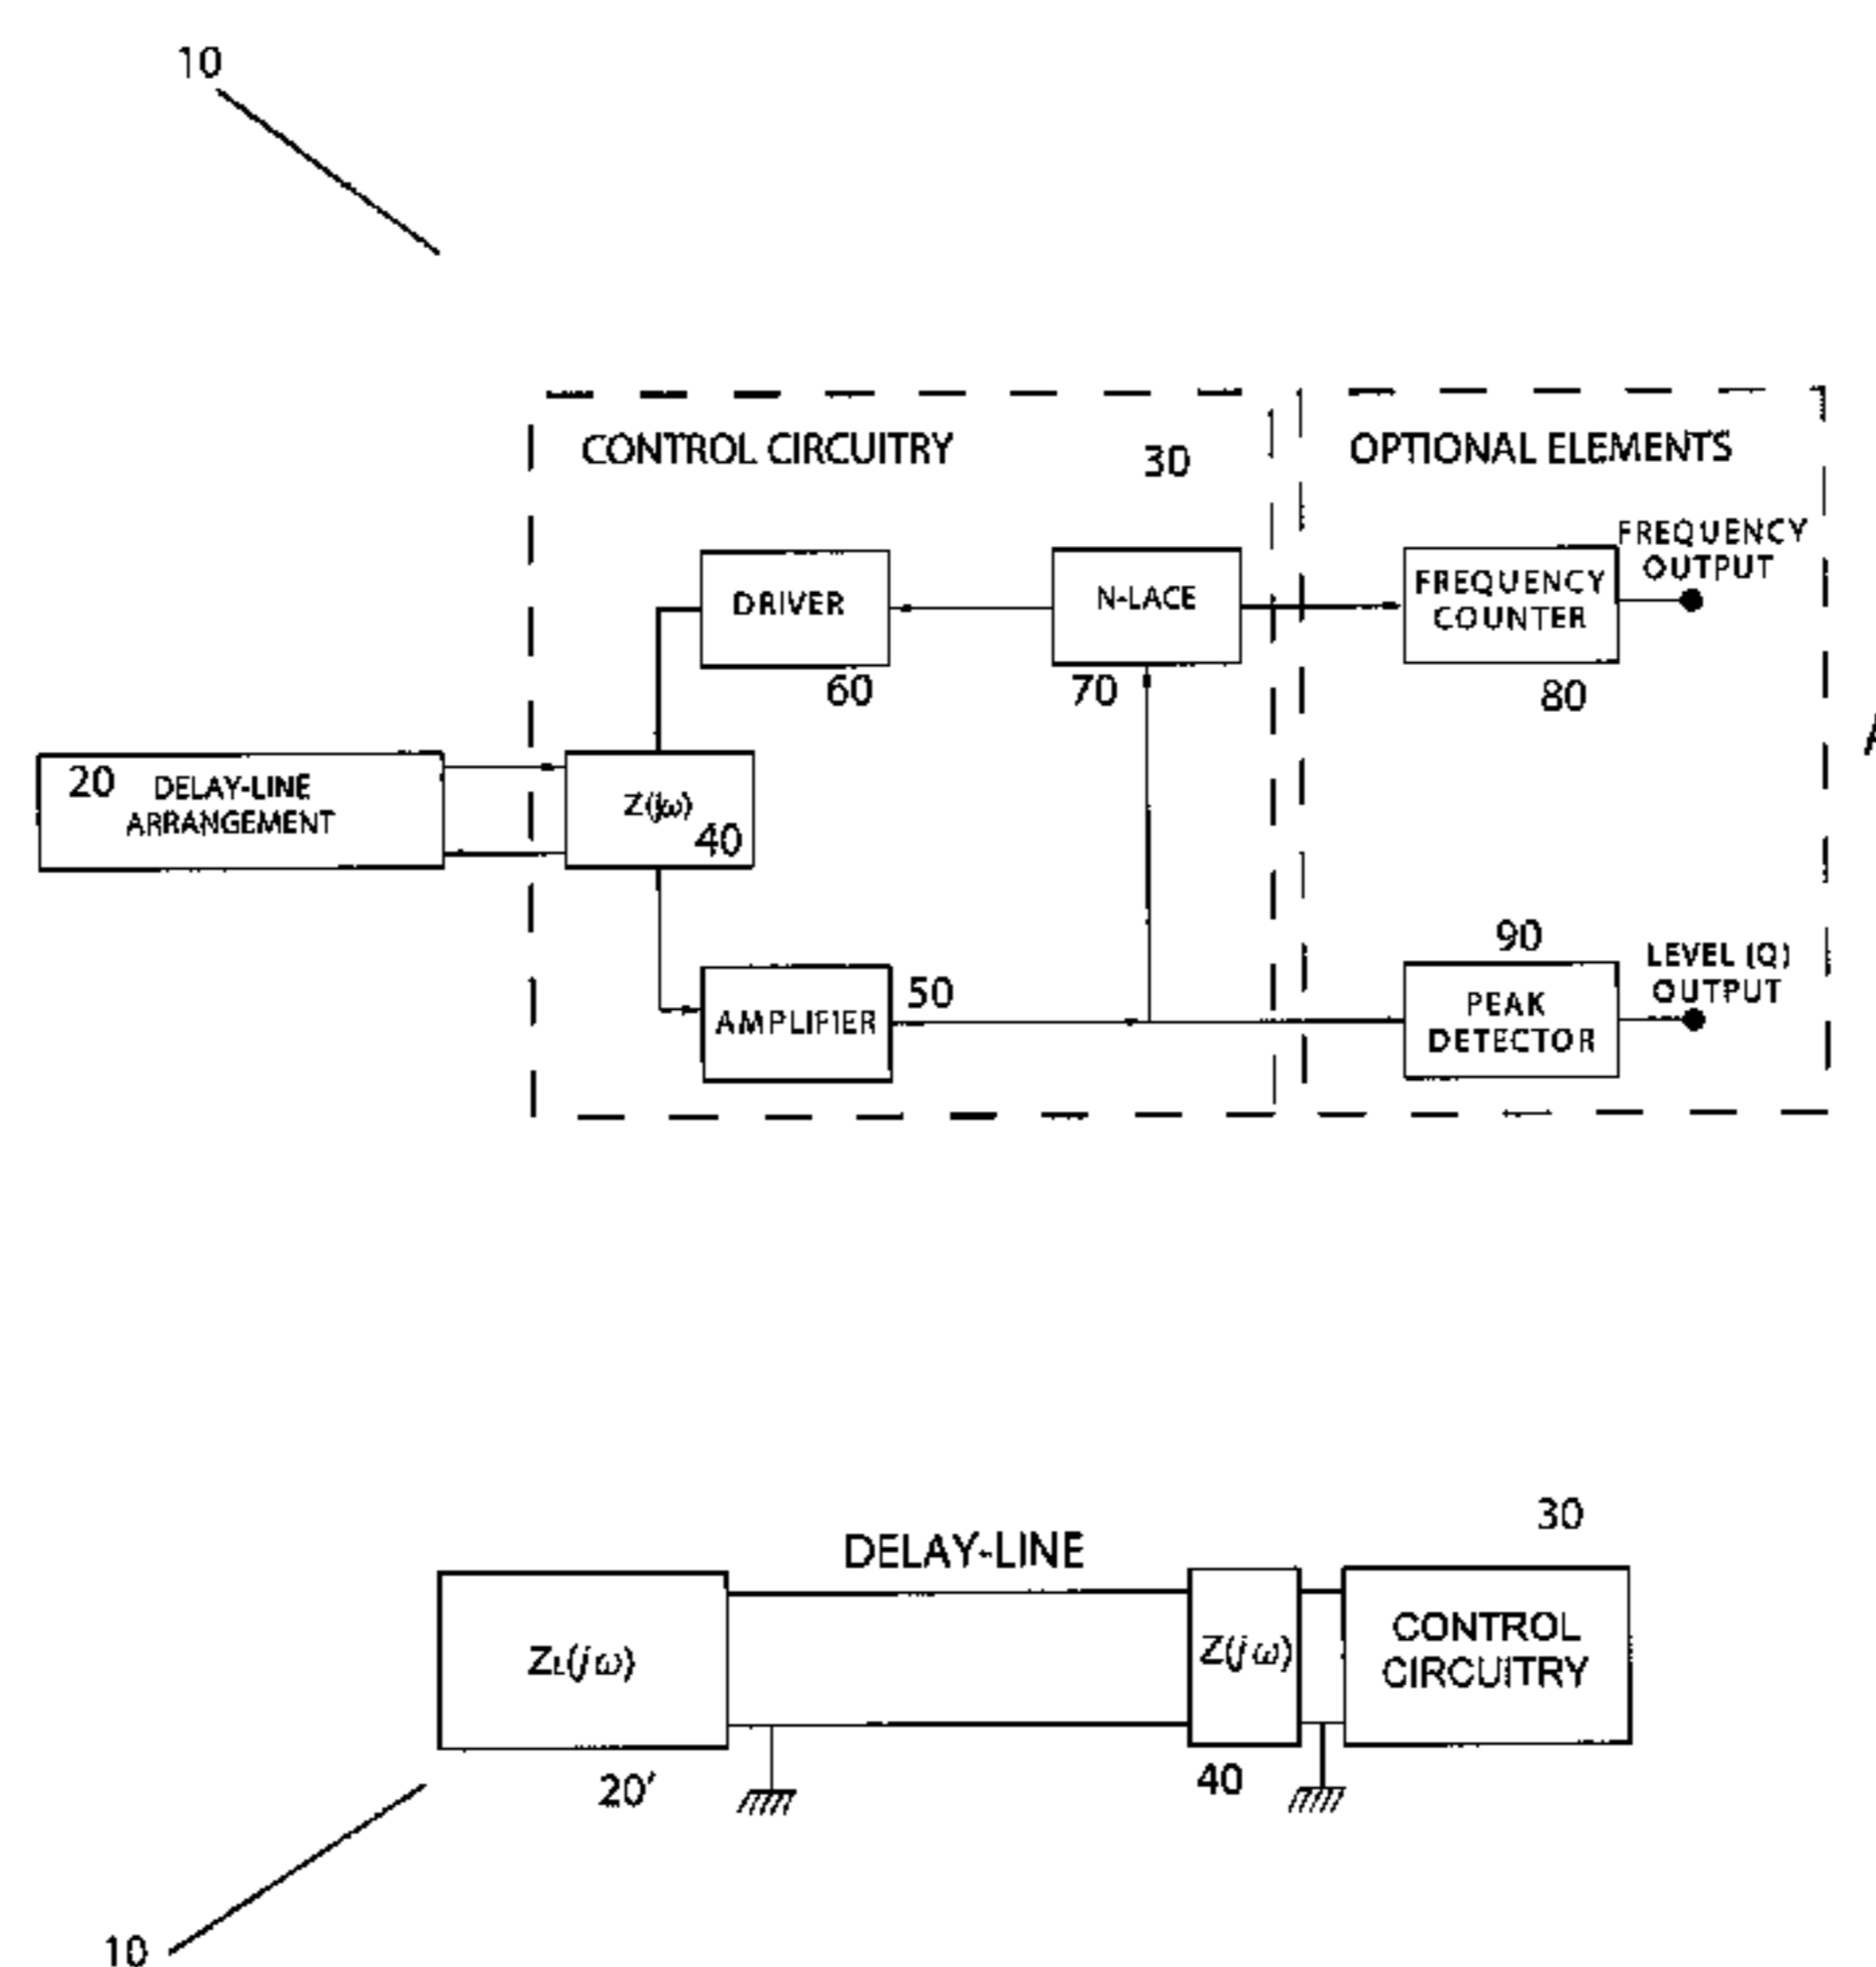 10
CONTROL CIRCUITRY
30
OPTIONAL ELEMENTS
DRIVER
60
N-LACE
70
FREQUENCY
COUNTER
80
FREQUENCY
OUTPUT
20
DELAY-LINE
ARRANGEMENT
Z(jω)
40
AMPLIFIER
50
90
PEAK
DETECTOR
LEVEL (Q)
OUTPUT
DELAY-LINE
30
ZL(jω)
20'
Z(jω)
40
CONTROL
CIRCUITRY
10